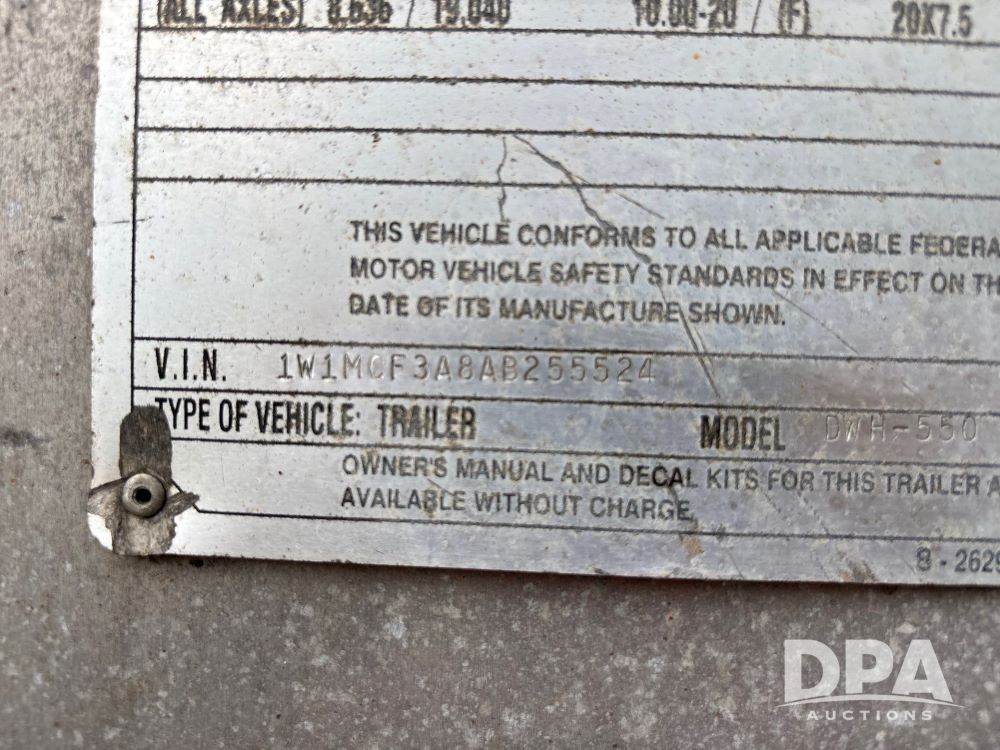 (ALL AXLES) 8,636 / 19,040 10.00-20 / (F) 20X7.5
THIS VEHICLE CONFORMS TO ALL APPLICABLE FEDERA
MOTOR VEHICLE SAFETY STANDARDS IN EFFECT ON TH
DATE OF ITS MANUFACTURE SHOWN.
V.I.N. 1W1MCF3A8AB255524
TYPE OF VEHICLE: TRAILER MODEL DWH-550
OWNER'S MANUAL AND DECAL KITS FOR THIS TRAILER A
AVAILABLE WITHOUT CHARGE.
8 - 2629
DPA
AUCTIONS